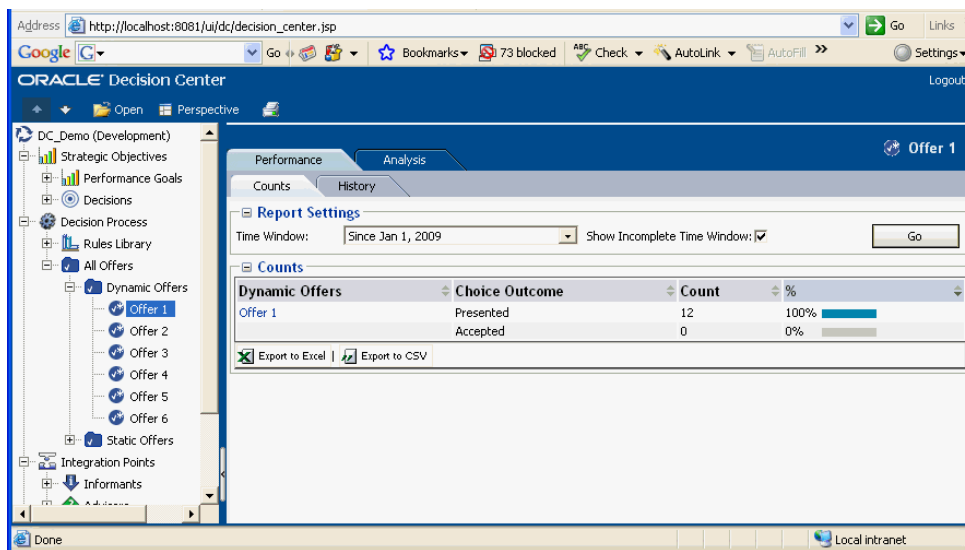 Address http://localhost:8081/ui/dc/decision_center.jsp Go Links
Google G Go Bookmarks 73 blocked ABC Check AutoLink AutoFill Settings
ORACLE Decision Center Logout
Open Perspective
DC_Demo (Development)
Strategic Objectives
Performance Goals
Decisions
Decision Process
Rules Library
All Offers
Dynamic Offers
Offer 1
Offer 2
Offer 3
Offer 4
Offer 5
Offer 6
Static Offers
Integration Points
Informants
Offer 1
Performance Analysis
Counts History
Report Settings
Time Window: Since Jan 1, 2009 Show Incomplete Time Window: Go
Counts
Dynamic Offers Choice Outcome Count %
Offer 1 Presented 12 100%
Accepted 0 0%
Export to Excel | Export to CSV
Done Local intranet